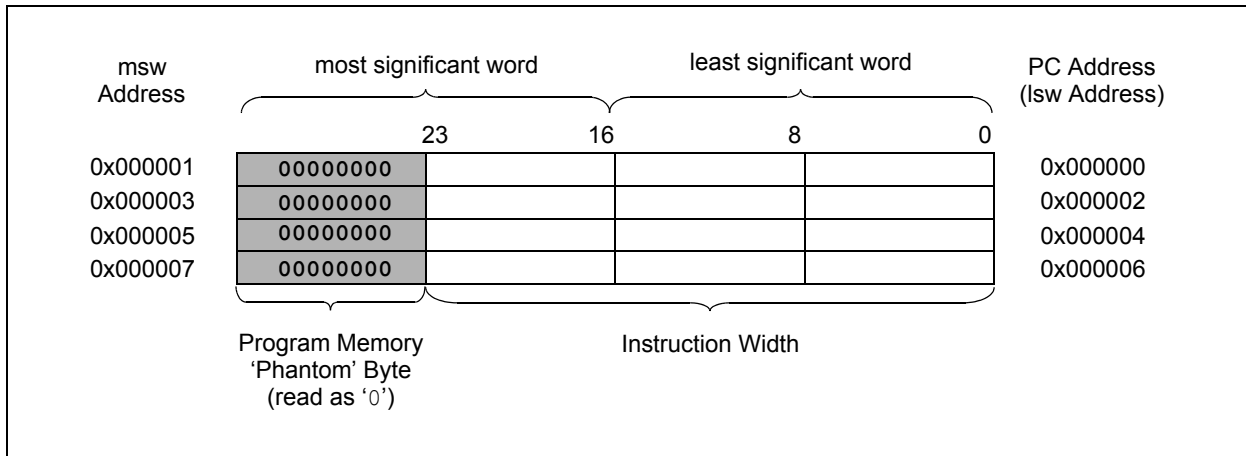 msw
Address
most significant word
least significant word
PC Address
(lsw Address)
23 16 8 0
0x000001 00000000 0x000000
0x000003 00000000 0x000002
0x000005 00000000 0x000004
0x000007 00000000 0x000006
Program Memory
‘Phantom’ Byte
(read as ‘0’)
Instruction Width